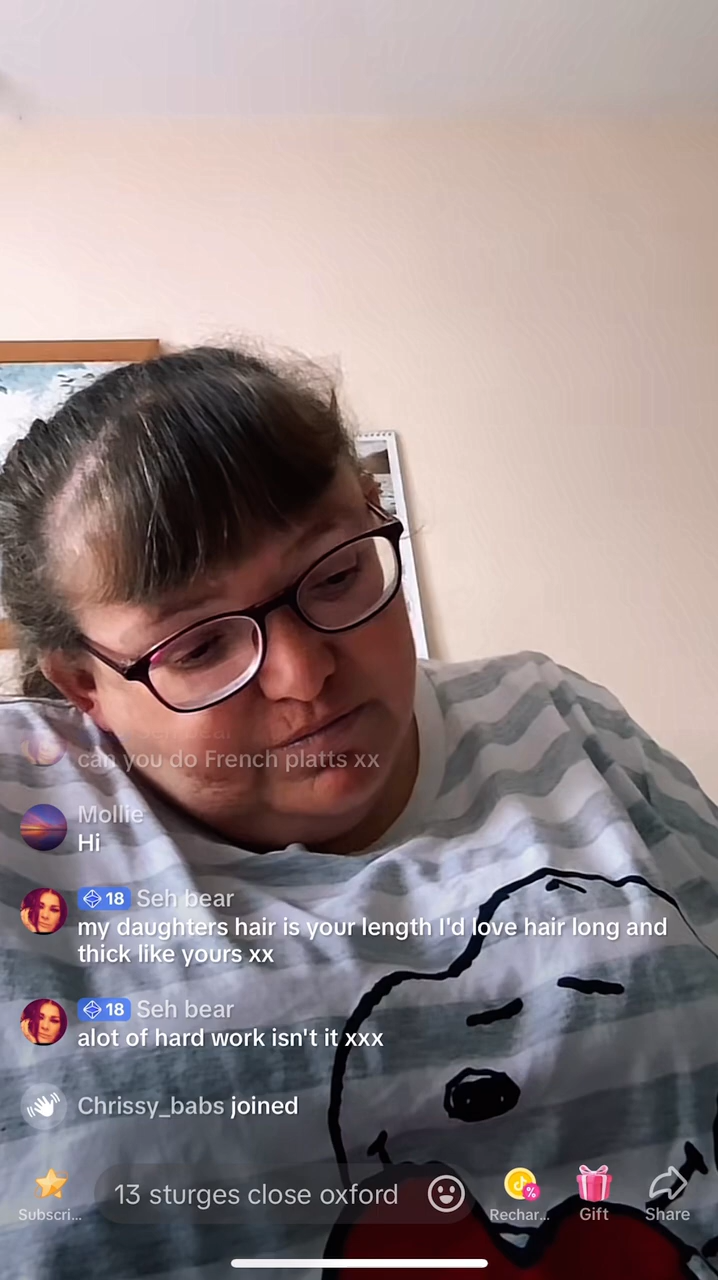 Seh bear
can you do French platts xx
Mollie
Hi
18 Seh bear
my daughters hair is your length I'd love hair long and
thick like yours xx
18 Seh bear
alot of hard work isn't it xxx
Chrissy_babs joined
13 sturges close oxford
Subscri...
Rechar...
Gift
Share